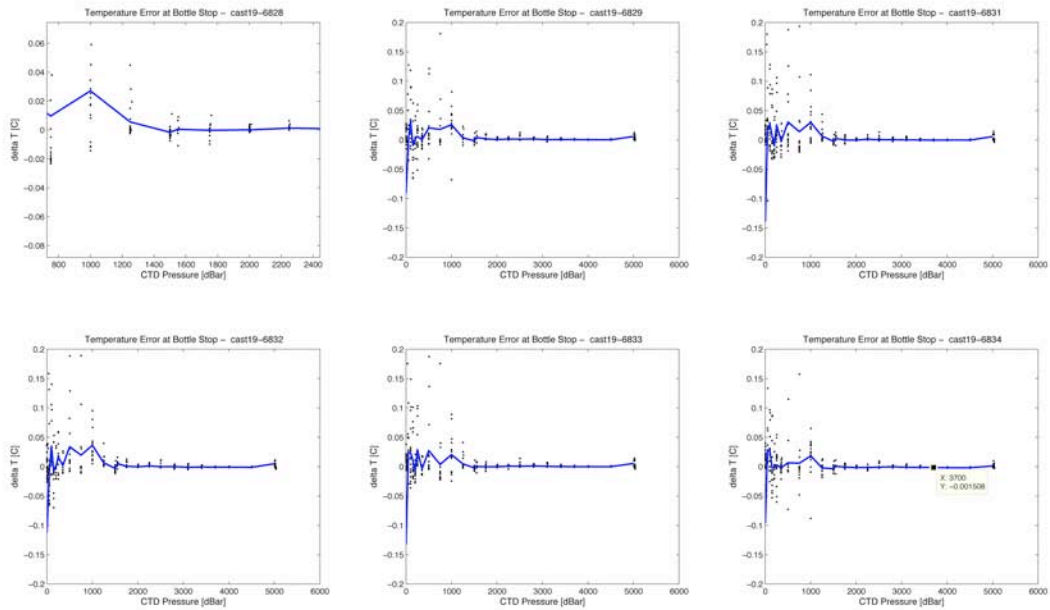 Temperature Error at Bottle Stop – cast19–6828
0.06
0.04
0.02
0
−0.02
−0.04
−0.06
−0.08
delta T [C]
800 1000 1200 1400 1600 1800 2000 2200 2400
CTD Pressure [dBar]
Temperature Error at Bottle Stop – cast19–6829
0.2
0.15
0.1
0.05
0
−0.05
−0.1
−0.15
−0.2
delta T [C]
0 1000 2000 3000 4000 5000 6000
CTD Pressure [dBar]
Temperature Error at Bottle Stop – cast19–6831
0.2
0.15
0.1
0.05
0
−0.05
−0.1
−0.15
−0.2
delta T [C]
0 1000 2000 3000 4000 5000 6000
CTD Pressure [dBar]
Temperature Error at Bottle Stop – cast19–6832
0.2
0.15
0.1
0.05
0
−0.05
−0.1
−0.15
−0.2
delta T [C]
0 1000 2000 3000 4000 5000 6000
CTD Pressure [dBar]
Temperature Error at Bottle Stop – cast19–6833
0.2
0.15
0.1
0.05
0
−0.05
−0.1
−0.15
−0.2
delta T [C]
0 1000 2000 3000 4000 5000 6000
CTD Pressure [dBar]
Temperature Error at Bottle Stop – cast19–6834
0.2
0.15
0.1
0.05
0
−0.05
−0.1
−0.15
−0.2
delta T [C]
X: 3700
Y: −0.001508
0 1000 2000 3000 4000 5000 6000
CTD Pressure [dBar]